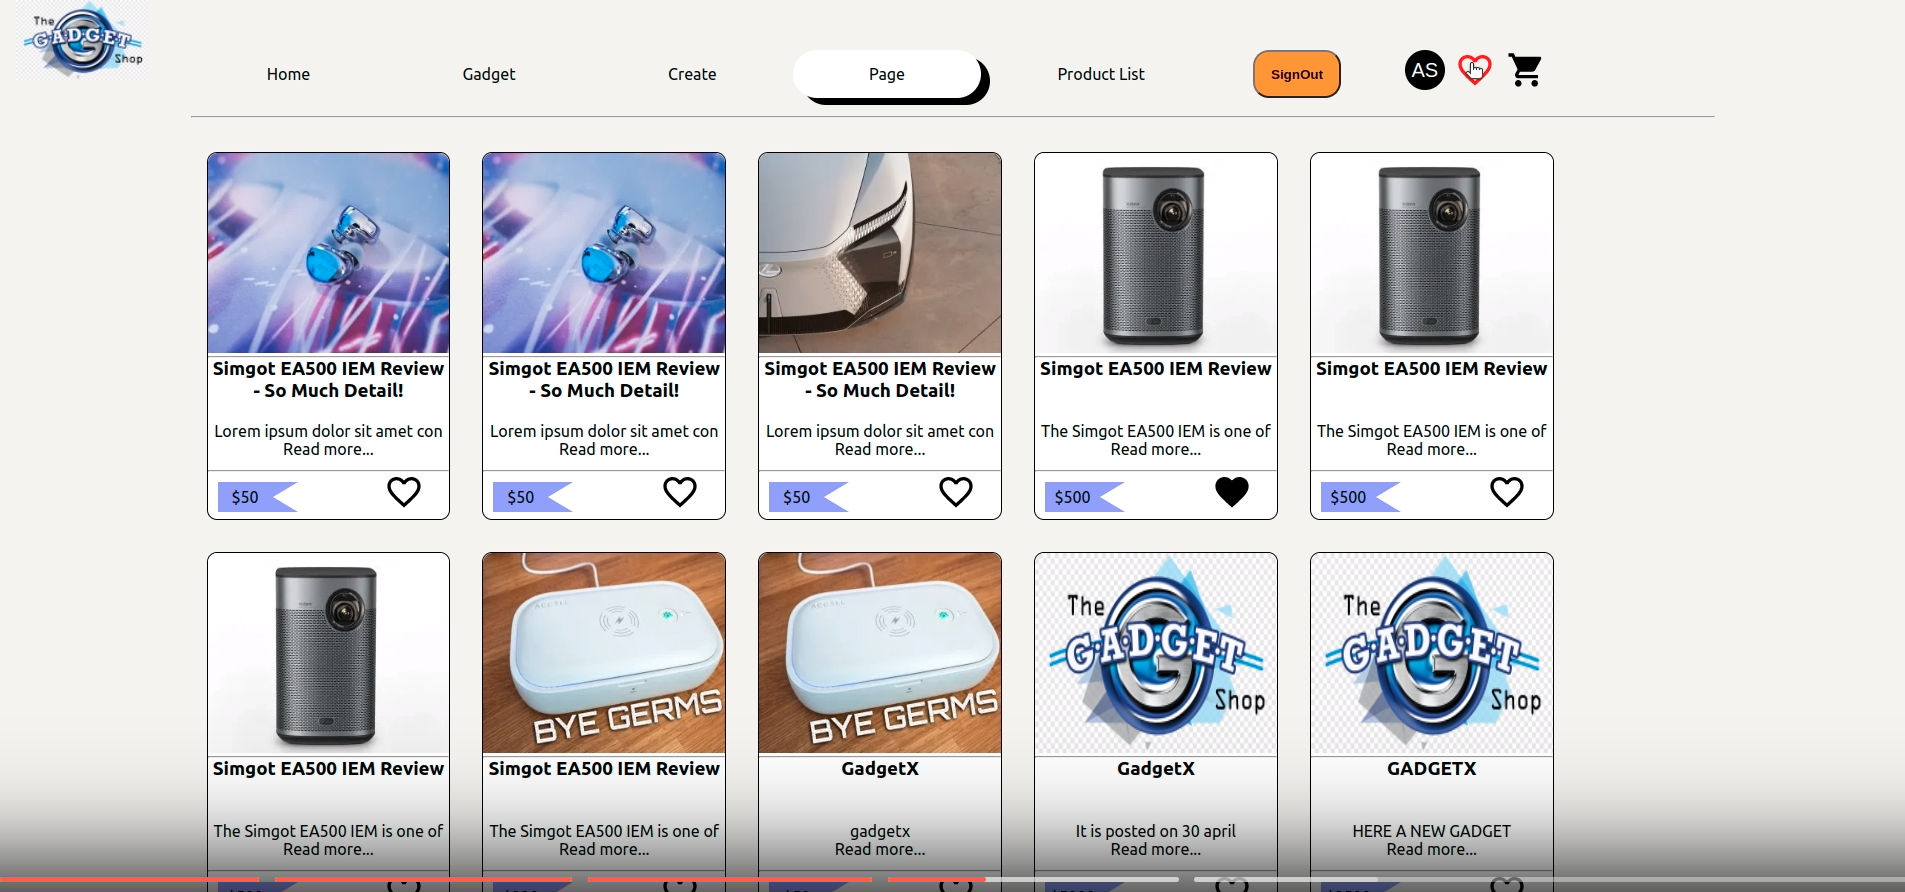 The
GADGET
Shop
Home
Gadget
Create
Page
Product List
SignOut
AS
Simgot EA500 IEM Review
- So Much Detail!
Lorem ipsum dolor sit amet con
Read more...
$50
Simgot EA500 IEM Review
- So Much Detail!
Lorem ipsum dolor sit amet con
Read more...
$50
Simgot EA500 IEM Review
- So Much Detail!
Lorem ipsum dolor sit amet con
Read more...
$50
Simgot EA500 IEM Review
The Simgot EA500 IEM is one of
Read more...
$500
Simgot EA500 IEM Review
The Simgot EA500 IEM is one of
Read more...
$500
Simgot EA500 IEM Review
The Simgot EA500 IEM is one of
Read more...
BYE GERMS
Simgot EA500 IEM Review
The Simgot EA500 IEM is one of
Read more...
BYE GERMS
GadgetX
gadgetx
Read more...
The
G·A·D·G·E·T
Shop
GadgetX
It is posted on 30 april
Read more...
The
G·A·D·G·E·T
Shop
GADGETX
HERE A NEW GADGET
Read more...